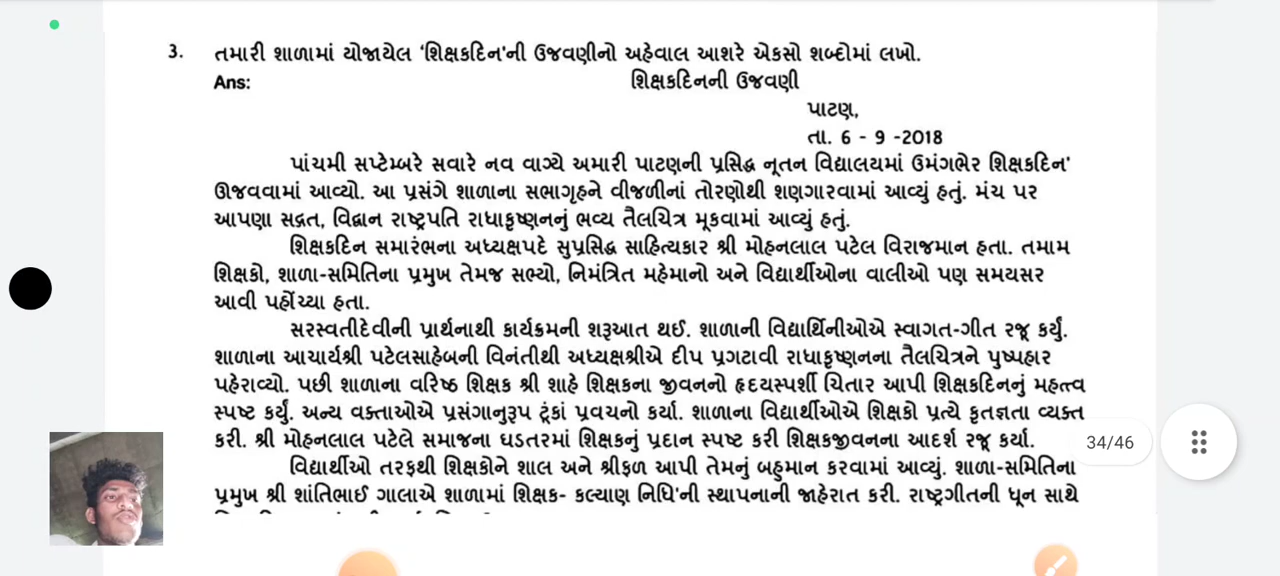 3. તમારી શાળામાં યોજાયેલ 'શિક્ષકદિન'ની ઉજવણીનો અહેવાલ આશરે એકસો શબ્દોમાં લખો.
Ans: શિક્ષકદિનની ઉજવણી
પાટણ,
તા. 6 - 9 -2018
પાંચમી સપ્ટેમ્બરે સવારે નવ વાગ્યે અમારી પાટણની પ્રસિદ્ધ નૂતન વિદ્યાલયમાં ઉમંગભેર શિક્ષકદિન'
ઊજવવામાં આવ્યો. આ પ્રસંગે શાળાના સભાગૃહને વીજળીનાં તોરણોથી શણગારવામાં આવ્યું હતું. મંચ પર
આપણા સદ્ગત, વિદ્વાન રાષ્ટ્રપતિ રાધાકૃષ્ણનનું ભવ્ય તૈલચિત્ર મૂકવામાં આવ્યું હતું.
શિક્ષકદિન સમારંભના અધ્યક્ષપદે સુપ્રસિદ્ધ સાહિત્યકાર શ્રી મોહનલાલ પટેલ વિરાજમાન હતા. તમામ
શિક્ષકો, શાળા-સમિતિના પ્રમુખ તેમજ સભ્યો, નિમંત્રિત મહેમાનો અને વિદ્યાર્થીઓના વાલીઓ પણ સમયસર
આવી પહોંચ્યા હતા.
સરસ્વતીદેવીની પ્રાર્થનાથી કાર્યક્રમની શરૂઆત થઈ. શાળાની વિદ્યાર્થિનીઓએ સ્વાગત-ગીત રજૂ કર્યું.
શાળાના આચાર્યશ્રી પટેલસાહેબની વિનંતીથી અધ્યક્ષશ્રીએ દીપ પ્રગટાવી રાધાકૃષ્ણનના તૈલચિત્રને પુષ્પહાર
પહેરાવ્યો. પછી શાળાના વરિષ્ઠ શિક્ષક શ્રી શાહે શિક્ષકના જીવનનો હૃદયસ્પર્શી ચિતાર આપી શિક્ષકદિનનું મહત્ત્વ
સ્પષ્ટ કર્યું. અન્ય વક્તાઓએ પ્રસંગાનુરૂપ ટૂંકાં પ્રવચનો કર્યા. શાળાના વિદ્યાર્થીઓએ શિક્ષકો પ્રત્યે કૃતજ્ઞતા વ્યક્ત
કરી. શ્રી મોહનલાલ પટેલે સમાજના ઘડતરમાં શિક્ષકનું પ્રદાન સ્પષ્ટ કરી શિક્ષકજીવનના આદર્શ રજૂ કર્યા.
34/46
વિદ્યાર્થીઓ તરફથી શિક્ષકોને શાલ અને શ્રીફળ આપી તેમનું બહુમાન કરવામાં આવ્યું. શાળા-સમિતિના
પ્રમુખ શ્રી શાંતિભાઈ ગાલાએ શાળામાં શિક્ષક- કલ્યાણ નિધિ'ની સ્થાપનાની જાહેરાત કરી. રાષ્ટ્રગીતની ધૂન સાથે